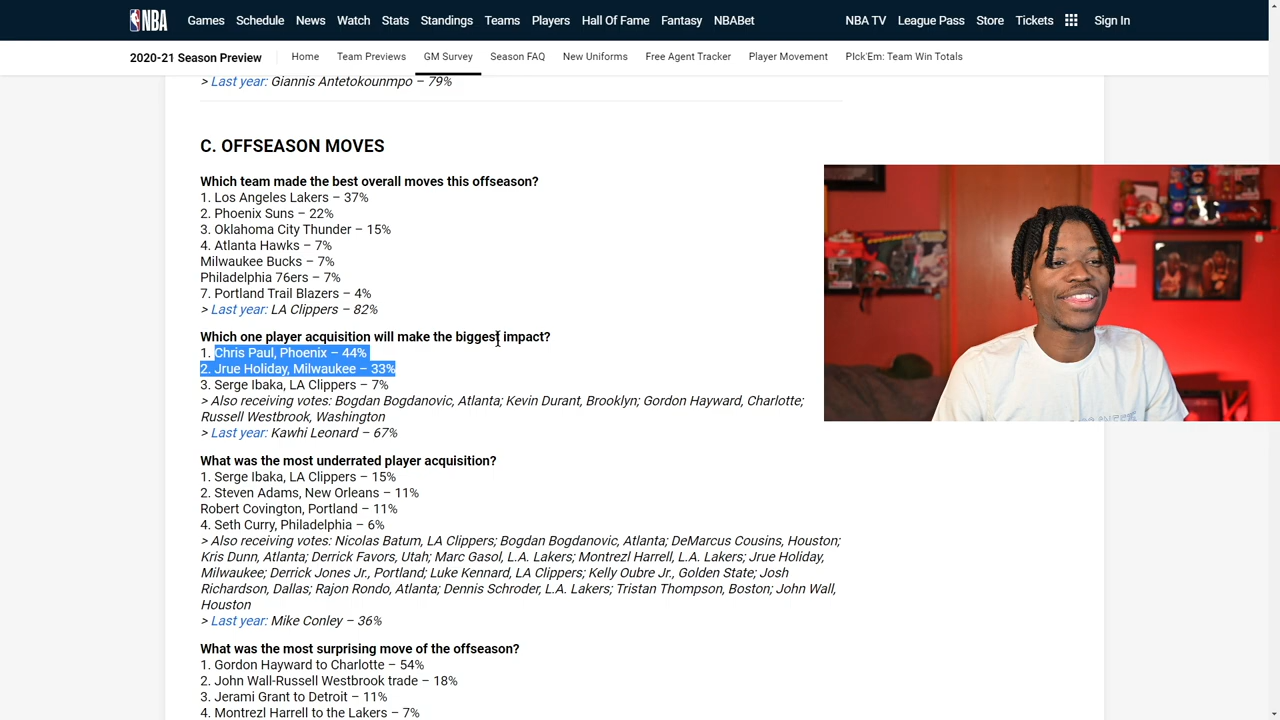 NBA Games Schedule News Watch Stats Standings Teams Players Hall Of Fame Fantasy NBABet NBA TV League Pass Store Tickets Sign In
2020-21 Season Preview Home Team Previews GM Survey Season FAQ New Uniforms Free Agent Tracker Player Movement PIck'Em: Team Win Totals
> Last year: Giannis Antetokounmpo – 79%
C. OFFSEASON MOVES
Which team made the best overall moves this offseason?
1. Los Angeles Lakers – 37%
2. Phoenix Suns – 22%
3. Oklahoma City Thunder – 15%
4. Atlanta Hawks – 7%
Milwaukee Bucks – 7%
Philadelphia 76ers – 7%
7. Portland Trail Blazers – 4%
> Last year: LA Clippers – 82%
Which one player acquisition will make the biggest impact?
1. Chris Paul, Phoenix – 44%
2. Jrue Holiday, Milwaukee – 33%
3. Serge Ibaka, LA Clippers – 7%
> Also receiving votes: Bogdan Bogdanovic, Atlanta; Kevin Durant, Brooklyn; Gordon Hayward, Charlotte;
Russell Westbrook, Washington
> Last year: Kawhi Leonard – 67%
What was the most underrated player acquisition?
1. Serge Ibaka, LA Clippers – 15%
2. Steven Adams, New Orleans – 11%
Robert Covington, Portland – 11%
4. Seth Curry, Philadelphia – 6%
> Also receiving votes: Nicolas Batum, LA Clippers; Bogdan Bogdanovic, Atlanta; DeMarcus Cousins, Houston;
Kris Dunn, Atlanta; Derrick Favors, Utah; Marc Gasol, L.A. Lakers; Montrezl Harrell, L.A. Lakers; Jrue Holiday,
Milwaukee; Derrick Jones Jr., Portland; Luke Kennard, LA Clippers; Kelly Oubre Jr., Golden State; Josh
Richardson, Dallas; Rajon Rondo, Atlanta; Dennis Schroder, L.A. Lakers; Tristan Thompson, Boston; John Wall,
Houston
> Last year: Mike Conley – 36%
What was the most surprising move of the offseason?
1. Gordon Hayward to Charlotte – 54%
2. John Wall-Russell Westbrook trade – 18%
3. Jerami Grant to Detroit – 11%
4. Montrezl Harrell to the Lakers – 7%